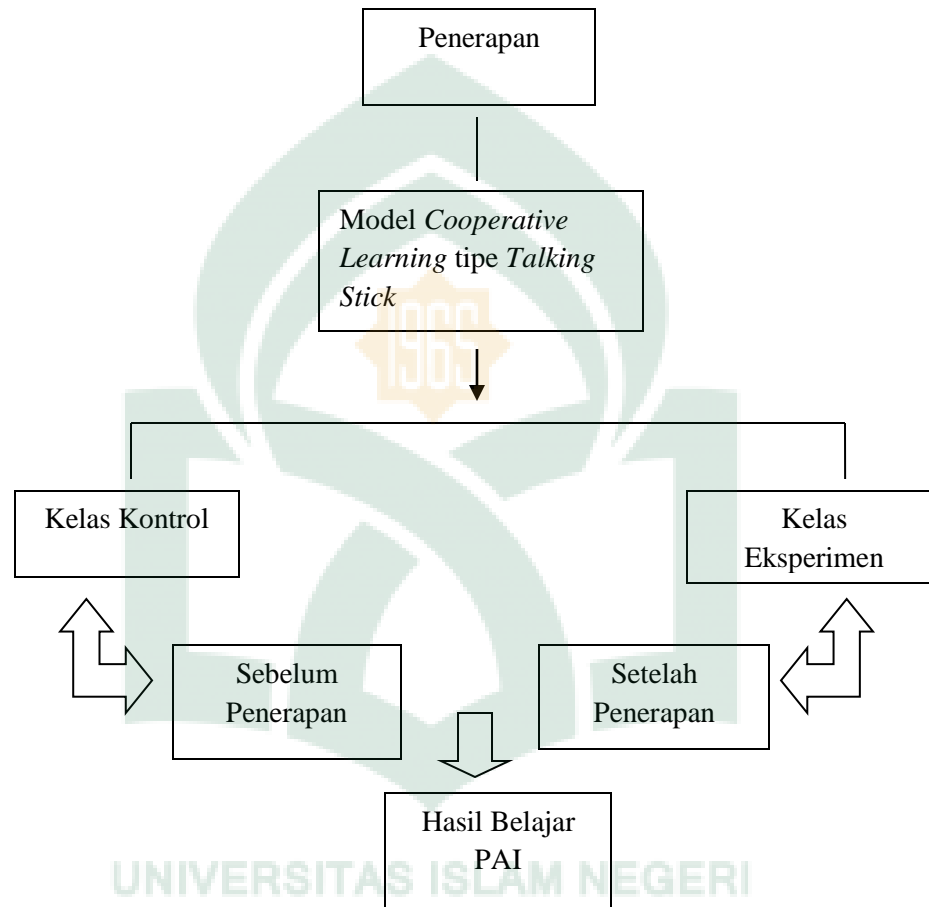 Penerapan
Model Cooperative
Learning tipe Talking
Stick
1965
Kelas Kontrol
Kelas
Eksperimen
Sebelum
Penerapan
Setelah
Penerapan
Hasil Belajar
PAI
UNIVERSITAS ISLAM NEGERI